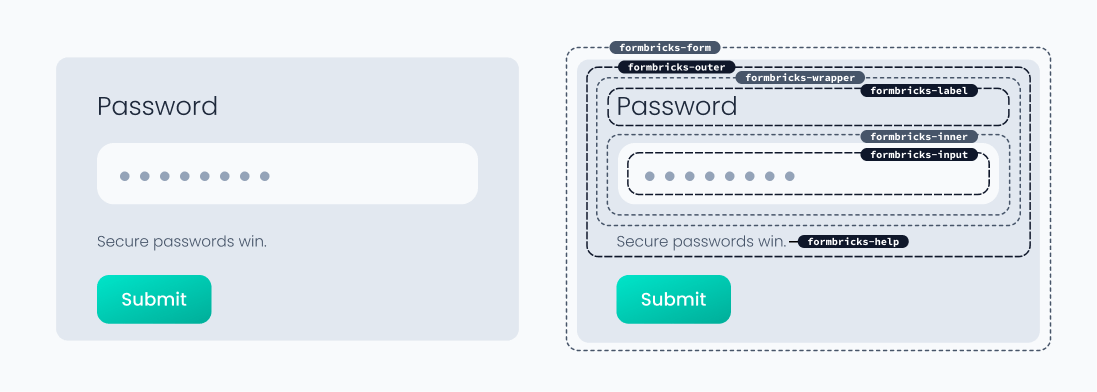 Password
Secure passwords win.
Submit
formbricks-form
formbricks-outer
formbricks-wrapper
formbricks-label
Password
formbricks-inner
formbricks-input
Secure passwords win.
formbricks-help
Submit